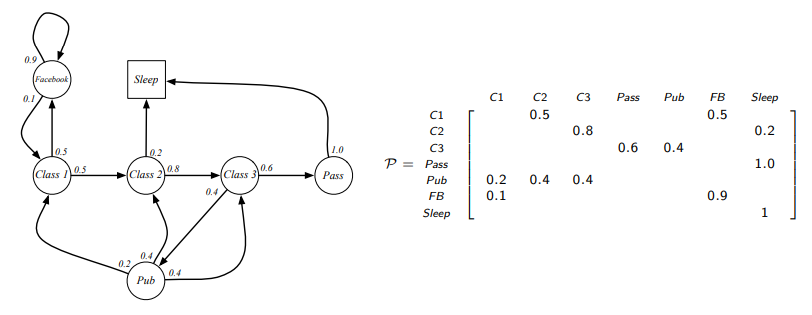 0.9
Facebook
Sleep
0.1
0.5
0.2
1.0
Class 1
0.5
Class 2
0.8
Class 3
0.6
Pass
0.4
0.2
0.4
0.4
Pub
C1 C2 C3 Pass Pub FB Sleep
C1 0.5 0.5
C2 0.8 0.2
C3 0.6 0.4
P = Pass 1.0
Pub 0.2 0.4 0.4
FB 0.1 0.9
Sleep 1